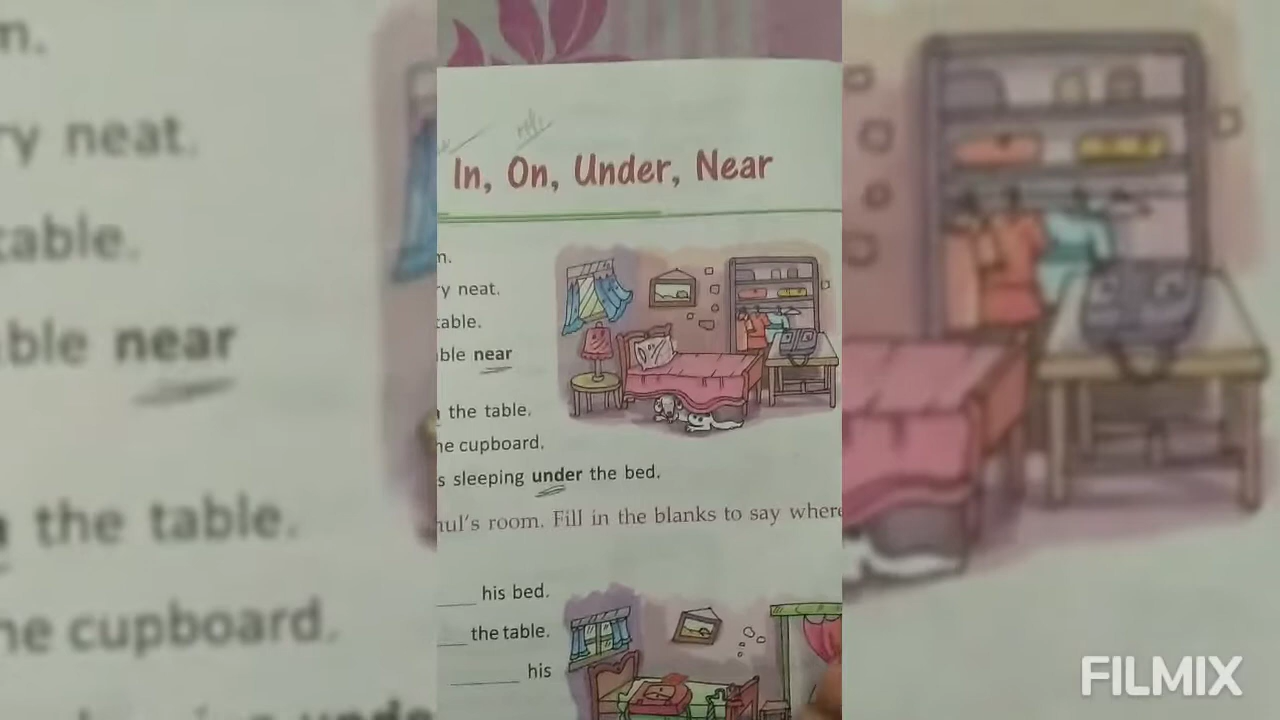 In, On, Under, Near
m.
ry neat.
table.
ble near
the table.
he cupboard.
s sleeping under the bed.
hul's room. Fill in the blanks to say where
his bed.
the table.
his
FILMIX